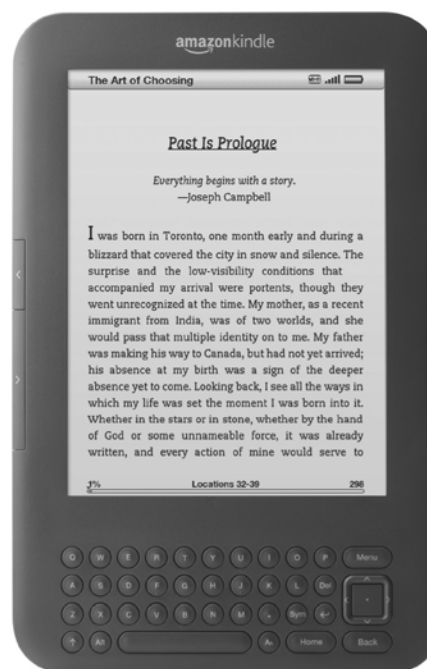 amazonkindle
The Art of Choosing
Past Is Prologue
Everything begins with a story.
—Joseph Campbell
I was born in Toronto, one month early and during a
blizzard that covered the city in snow and silence. The
surprise and the low-visibility conditions that
accompanied my arrival were portents, though they
went unrecognized at the time. My mother, as a recent
immigrant from India, was of two worlds, and she
would pass that multiple identity on to me. My father
was making his way to Canada, but had not yet arrived;
his absence at my birth was a sign of the deeper
absence yet to come. Looking back, I see all the ways in
which my life was set the moment I was born into it.
Whether in the stars or in stone, whether by the hand
of God or some unnameable force, it was already
written, and every action of mine would serve to
1% Locations 32-39 298
Q W E R T Y U I O P Menu
A S D F G H J K L Del
Z X C V B N M . Sym
Alt Aa Home Back